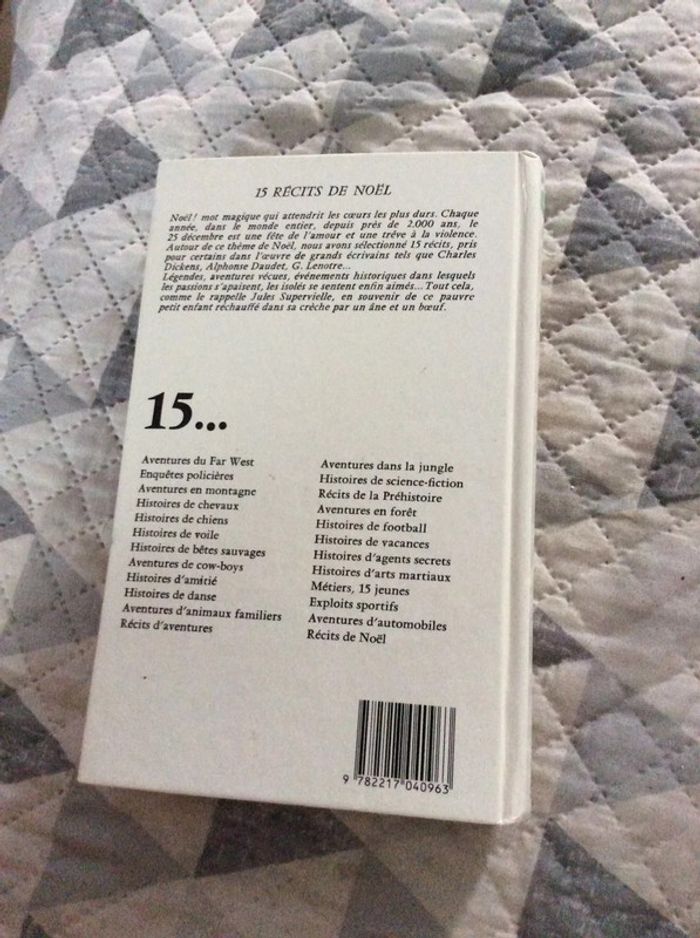 15 RÉCITS DE NOËL
Noël ! mot magique qui attendrit les cœurs les plus durs. Chaque
année, dans le monde entier, depuis près de 2.000 ans, le
25 décembre est une fête de l'amour et une trêve à la violence.
Autour de ce thème de Noël, nous avons sélectionné 15 récits, pris
pour certains dans l'œuvre de grands écrivains tels que Charles
Dickens, Alphonse Daudet, G. Lenotre...
Légendes, aventures vécues, événements historiques dans lesquels
les passions s'apaisent, les isolés se sentent enfin aimés... Tout cela,
comme le rappelle Jules Supervielle, en souvenir de ce pauvre
petit enfant réchauffé dans sa crèche par un âne et un bœuf.
15...
Aventures du Far West
Enquêtes policières
Aventures en montagne
Histoires de chevaux
Histoires de chiens
Histoires de voile
Histoires de bêtes sauvages
Aventures de cow-boys
Histoires d'amitié
Histoires de danse
Aventures d'animaux familiers
Récits d'aventures
Aventures dans la jungle
Histoires de science-fiction
Récits de la Préhistoire
Aventures en forêt
Histoires de football
Histoires de vacances
Histoires d'agents secrets
Histoires d'arts martiaux
Métiers, 15 jeunes
Exploits sportifs
Aventures d'automobiles
Récits de Noël
9 782217 040963